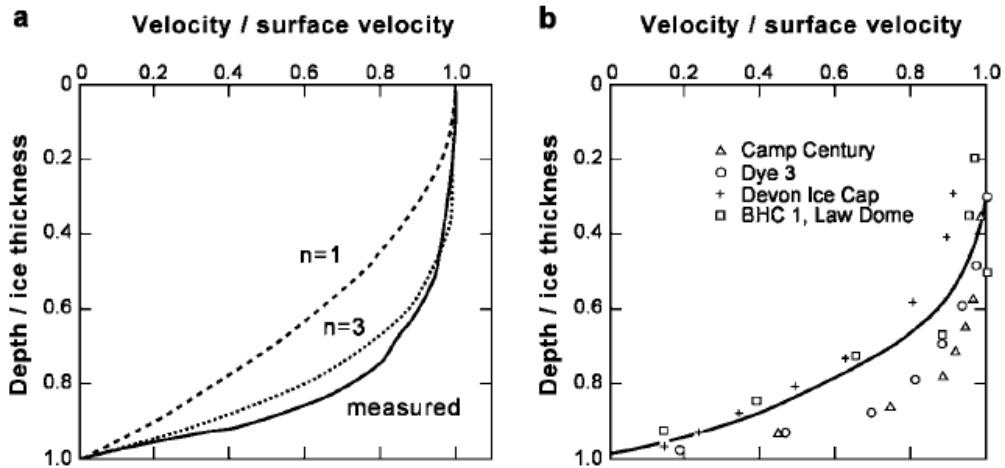 a
Velocity / surface velocity
0 0.2 0.4 0.6 0.8 1.0
0
0.2
0.4
0.6
0.8
1.0
Depth / ice thickness
n=1
n=3
measured
b
Velocity / surface velocity
0 0.2 0.4 0.6 0.8 1.0
0
0.2
0.4
0.6
0.8
1.0
Depth / ice thickness
Camp Century
Dye 3
Devon Ice Cap
BHC 1, Law Dome